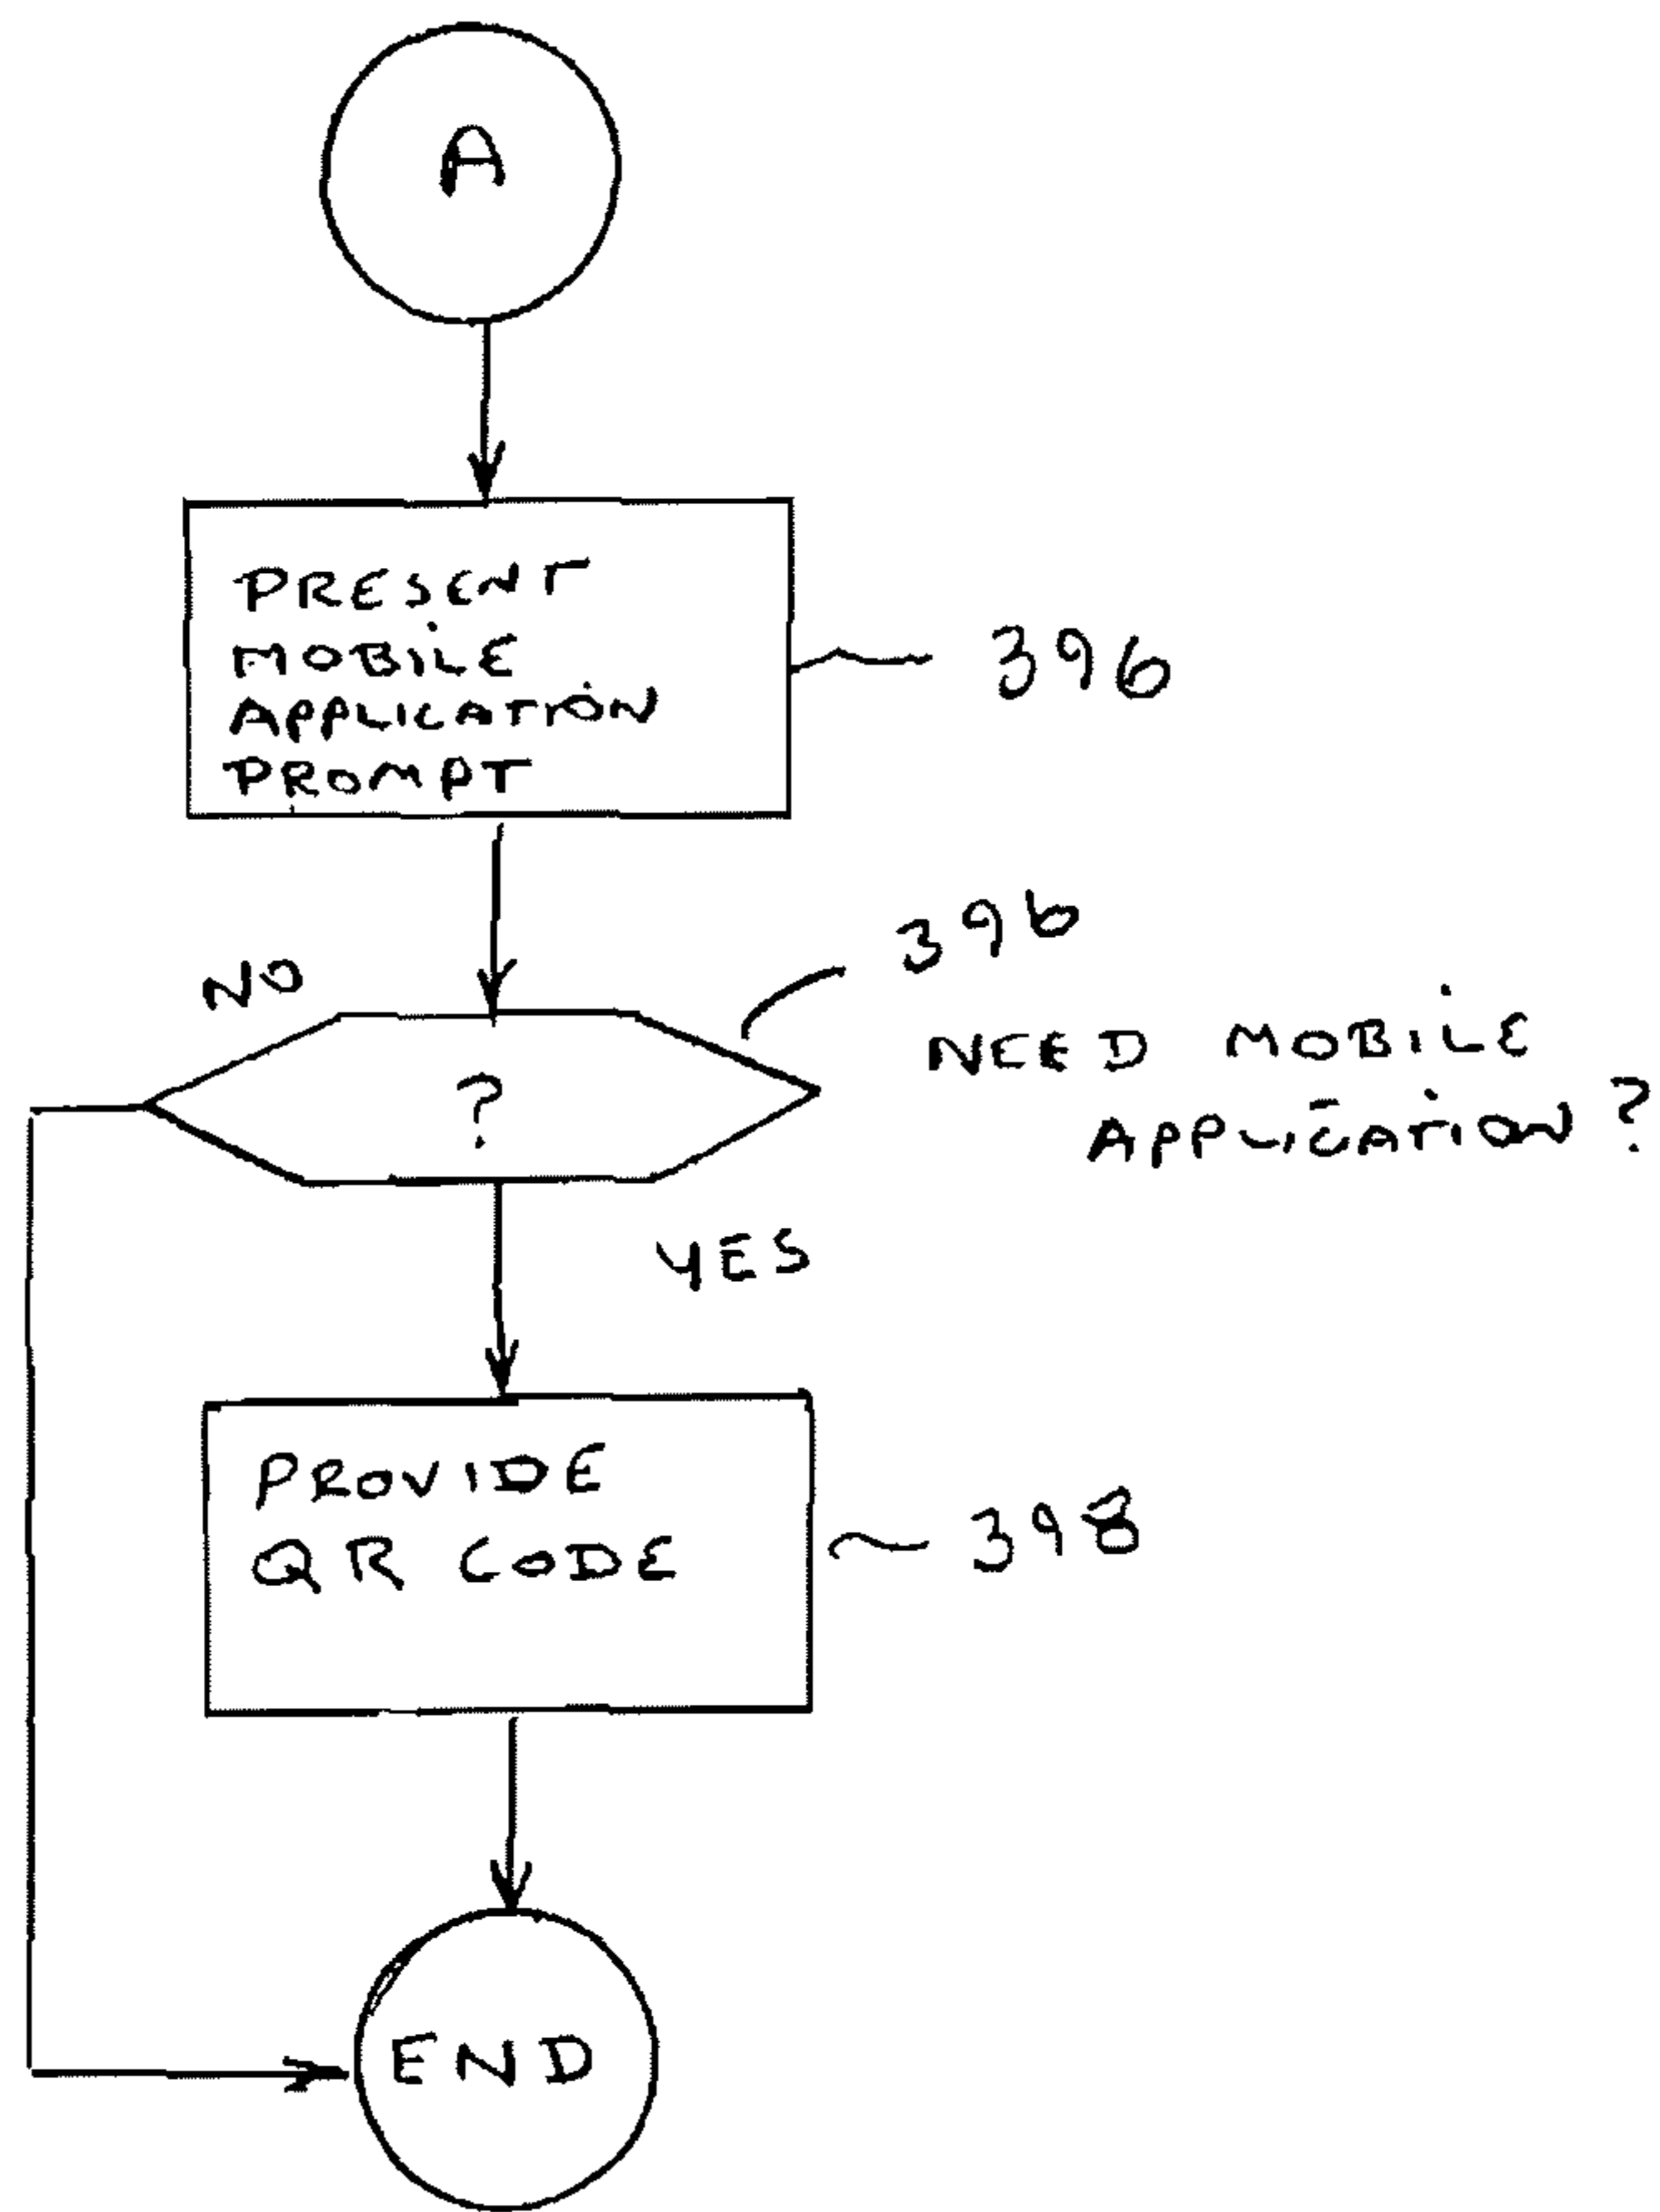 A
PRESENT
MOBILE
APPLICATION
PROMPT
396
NO
396
NEED MOBILE
APPLICATION ?
?
YES
PROVIDE
QR CODE
398
END